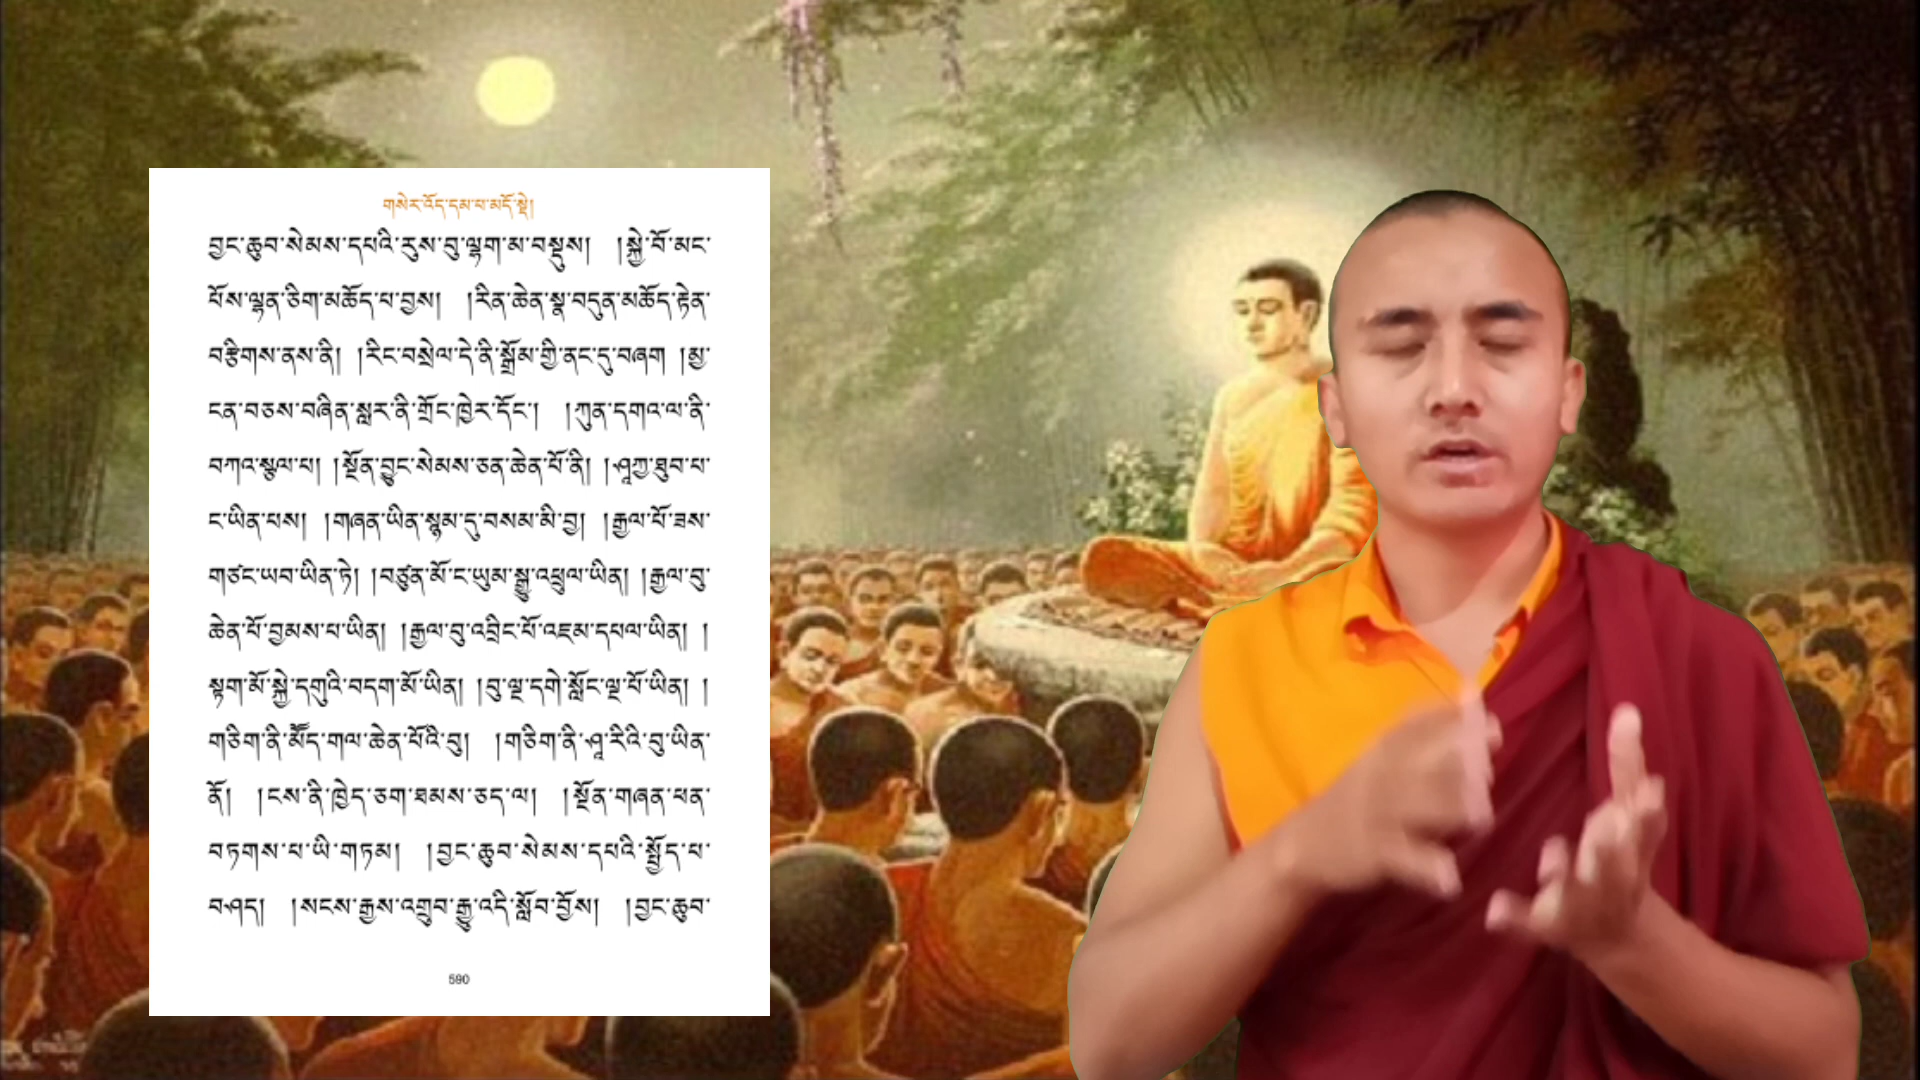 གསེར་འོད་དམ་པ་མདོ་སྡེ།
བྱང་ཆུབ་སེམས་དཔའི་རུས་བུ་ལྷག་མ་བསྡུས། །སྐྱེ་བོ་མང་
པོས་ལྷན་ཅིག་མཆོད་པ་བྱས། །རིན་ཆེན་སྣ་བདུན་མཆོད་རྟེན་
བརྩིགས་ནས་ནི། །རིང་བསྲེལ་དེ་ནི་སྒྲོམ་གྱི་ནང་དུ་བཞག །མྱ་
ངན་བཅས་བཞིན་སླར་ནི་གྲོང་ཁྱེར་དོང་། །ཀུན་དགའ་ལ་ནི་
བཀའ་སྩལ་པ། །སྔོན་བྱུང་སེམས་ཅན་ཆེན་པོ་ནི། །ཤཱཀྱ་ཐུབ་པ་
ང་ཡིན་པས། །གཞན་ཡིན་སྙམ་དུ་བསམ་མི་བྱ། །རྒྱལ་པོ་ཟས་
གཙང་ཡབ་ཡིན་ཏེ། །བཙུན་མོ་ང་ཡུམ་སྒྱུ་འཕྲུལ་ཡིན། །རྒྱལ་བུ་
ཆེན་པོ་བྱམས་པ་ཡིན། །རྒྱལ་བུ་འབྲིང་པོ་འཇམ་དཔལ་ཡིན། །
སྟག་མོ་སྐྱེ་དགུའི་བདག་མོ་ཡིན། །བུ་ལྔ་དགེ་སློང་ལྔ་པོ་ཡིན། །
གཅིག་ནི་མཽད་གལ་ཆེན་པོའི་བུ། །གཅིག་ནི་ཤཱ་རིའི་བུ་ཡིན་
ནོ། །ངས་ནི་ཁྱེད་ཅག་ཐམས་ཅད་ལ། །སྔོན་གཞན་ཕན་
བཏགས་པ་ཡི་གཏམ། །བྱང་ཆུབ་སེམས་དཔའི་སྤྱོད་པ་
བཤད། །སངས་རྒྱས་འགྲུབ་རྒྱུ་འདི་སློབ་བྱོས། །བྱང་ཆུབ་
590